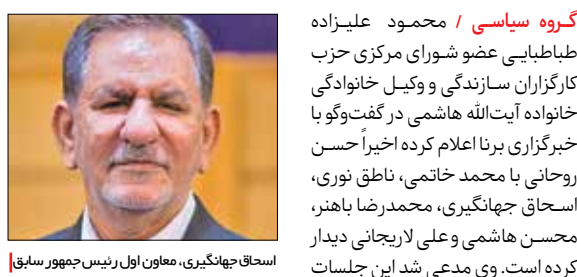 گروه سیاسی / محمود علیزاده
طباطبایی عضو شورای مرکزی حزب
کارگزاران سازندگی و وکیل خانوادگی
خانواده آیت‌الله هاشمی در گفت‌وگو با
خبرگزاری برنا اعلام کرده اخیراً حسن
روحانی با محمد خاتمی، ناطق نوری،
اسحاق جهانگیری، محمدرضا باهنر،
محسن هاشمی و علی لاریجانی دیدار
کرده است. وی مدعی شد این جلسات
اسحاق جهانگیری، معاون اول رئیس جمهور سابق